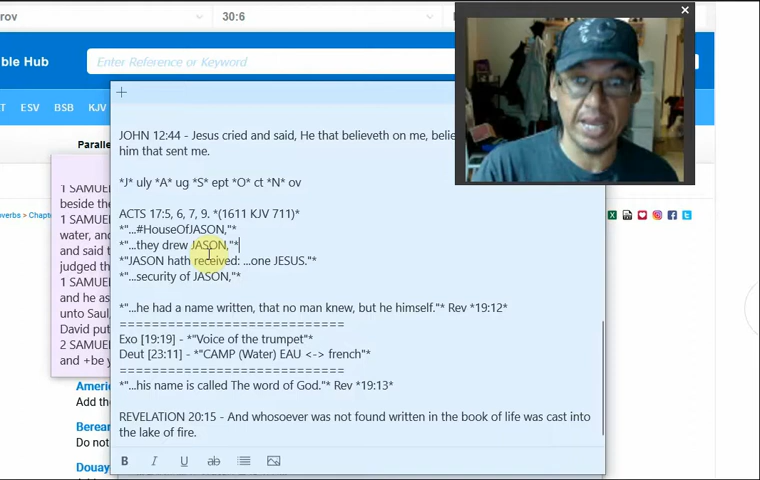 rov
30:6
ble Hub
Enter Reference or Keyword
T ESV BSB KJV
Paralle
overbs › Chapt
1 SAMUEL
beside the
1 SAMUE
water, and
and said t
judged th
1 SAMUE
and he as
unto Saul
David put
2 SAMUE
and +be y
JOHN 12:44 - Jesus cried and said, He that believeth on me,
him that sent me.
*J* uly *A* ug *S* ept *O* ct *N* ov
ACTS 17:5, 6, 7, 9. *(1611 KJV 711)*
*"...#HouseOfJASON,"*
*"...they drew JASON,"*
*"JASON hath received: ...one JESUS."*
*"...security of JASON,"*
*"...he had a name written, that no man knew, but he himself."* Rev *19:12*
============================
Exo [19:19] - *"Voice of the trumpet"*
Deut [23:11] - *"CAMP (Water) EAU <-> french"*
============================
*"...his name is called The word of God."* Rev *19:13*
REVELATION 20:15 - And whosoever was not found written in the book of life was cast into
the lake of fire.
Americ
Add th
Berean
Do not
Douay
B I U ab